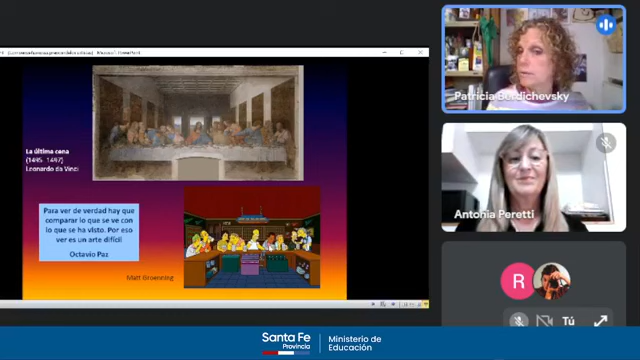 La última cena
(1495- 1497)
Leonardo da Vinci
Para ver de verdad hay que
comparar lo que se ve con
lo que se ha visto. Por eso
ver es un arte difícil
Octavio Paz
Matt Groenning
Patricia Berdichevsky
Antonia Peretti
R
Tú
Santa Fe
Provincia
Ministerio de
Educación